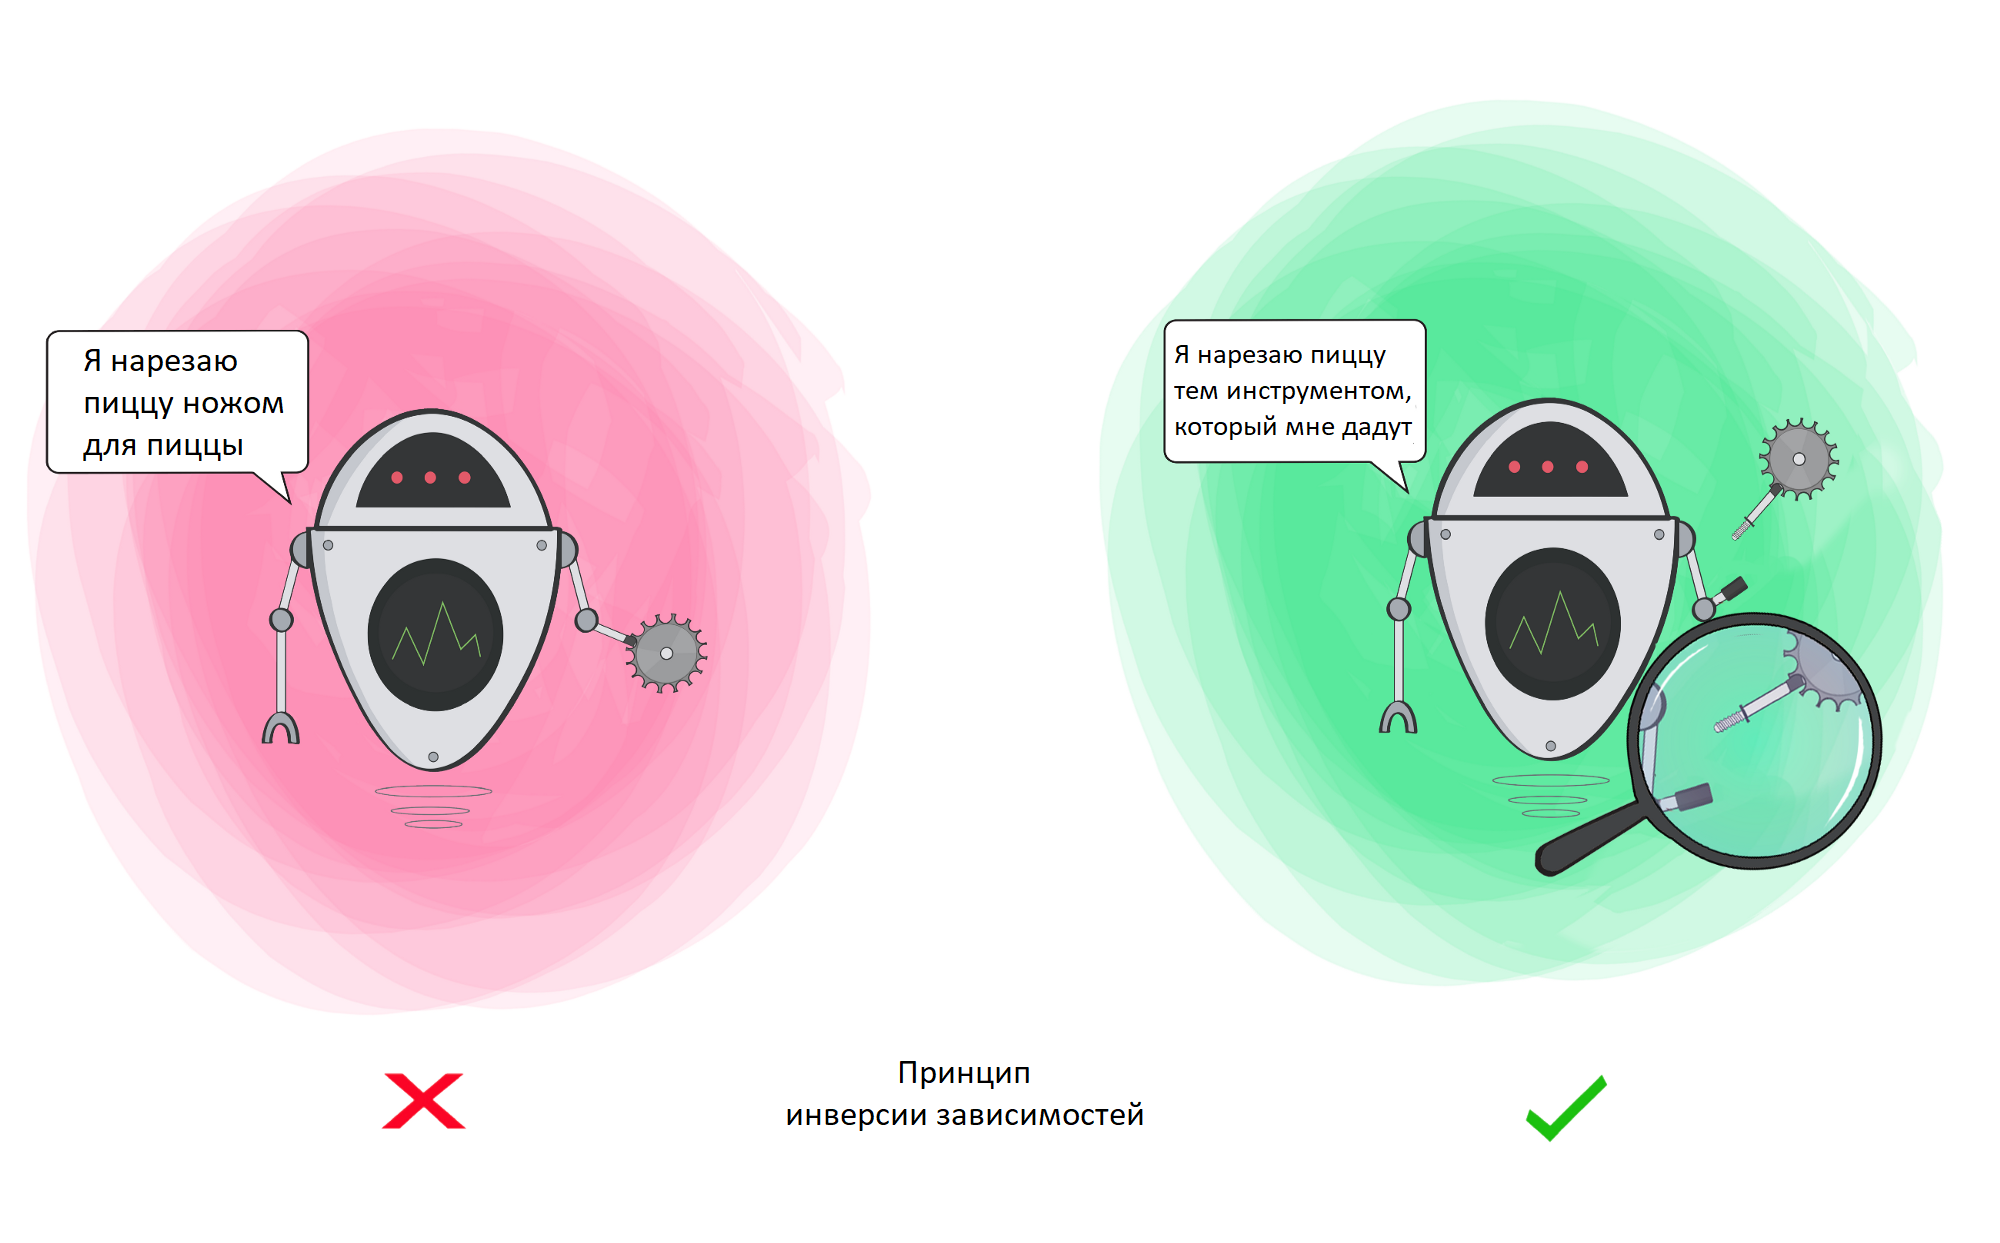 Я нарезаю
пиццу ножом
для пиццы
Я нарезаю пиццу
тем инструментом,
который мне дадут
Принцип
инверсии зависимостей